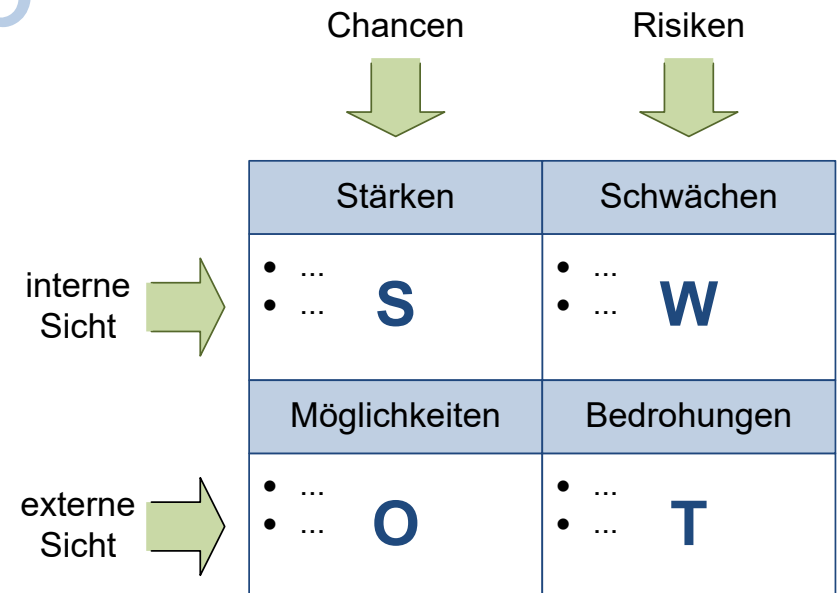 Chancen Risiken
Stärken Schwächen
interne
Sicht
• ...
• ...
S
• ...
• ...
W
Möglichkeiten Bedrohungen
externe
Sicht
• ...
• ...
O
• ...
• ...
T